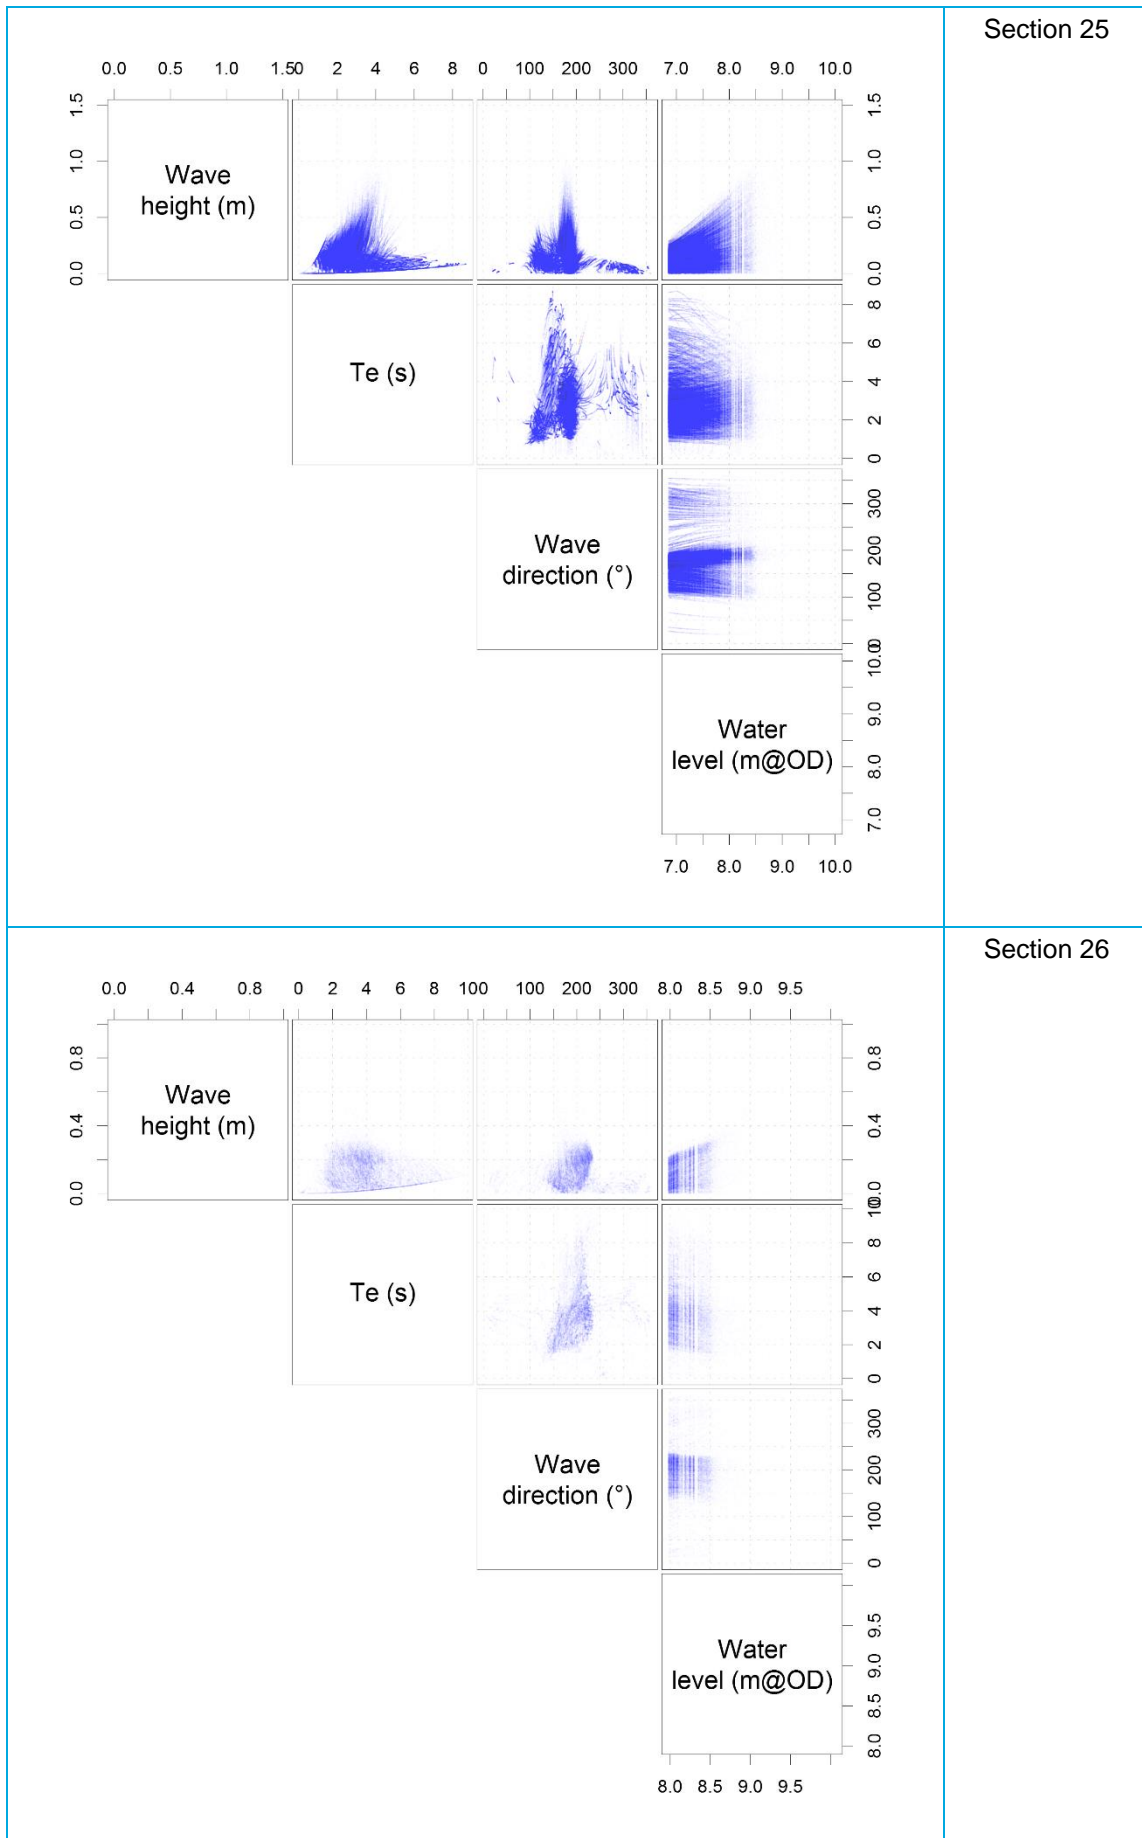 Section 25
0.0 0.5 1.0 1.50 2 4 6 8 0 100 200 300 7.0 8.0 9.0 10.0
Wave
height (m)
0.0 0.5 1.0 1.5
0.0 0.5 1.0 1.5
Te (s)
0 2 4 6 8
Wave
direction (°)
0 100 200 300
Water
level (m@OD)
7.0 8.0 9.0 10.0
7.0 8.0 9.0 10.0
Section 26
0.0 0.4 0.8 0 2 4 6 8 100 100 200 300 8.0 8.5 9.0 9.5
Wave
height (m)
0.0 0.4 0.8
0.0 0.4 0.8
Te (s)
0 2 4 6 8 10
Wave
direction (°)
0 100 200 300
Water
level (m@OD)
8.0 8.5 9.0 9.5
8.0 8.5 9.0 9.5